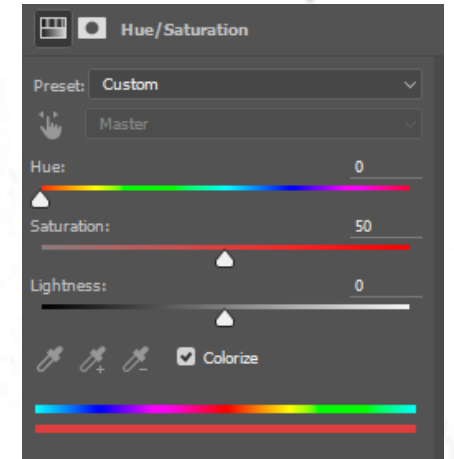 Hue/Saturation
Preset: Custom
Master
Hue: 0
Saturation: 50
Lightness: 0
Colorize